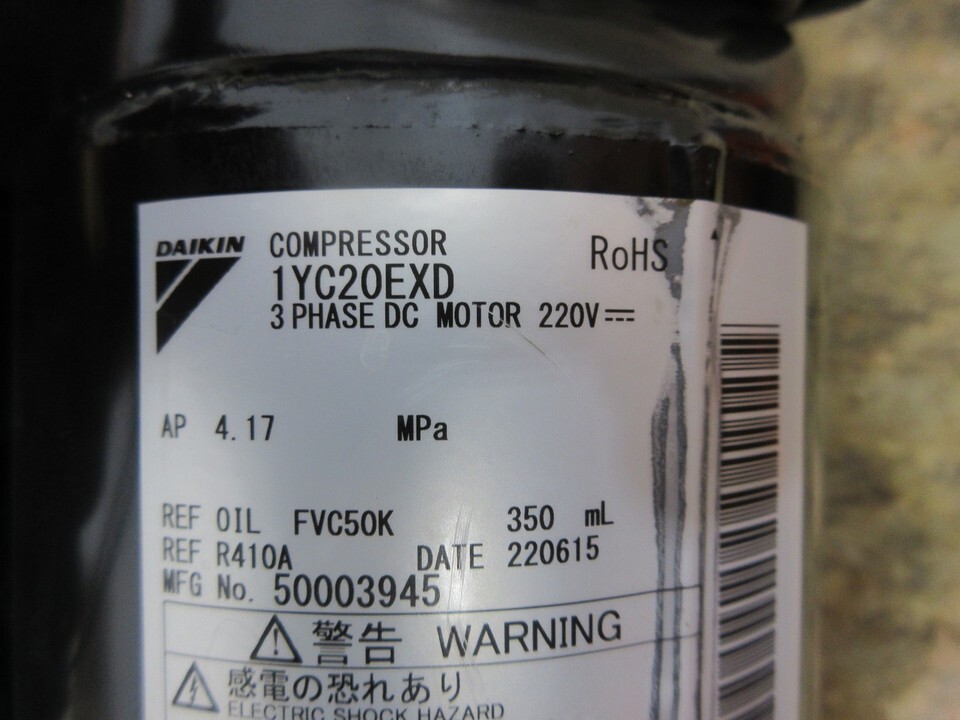 DAIKIN
COMPRESSOR RoHS
1YC20EXD
3 PHASE DC MOTOR 220V⎓
AP 4.17 MPa
REF OIL FVC50K 350 mL
REF R410A DATE 220615
MFG No. 50003945
警告 WARNING
感電の恐れあり
ELECTRIC SHOCK HAZARD